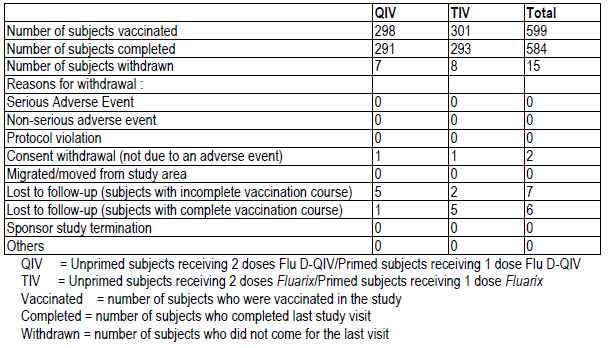 QIV TIV Total
Number of subjects vaccinated 298 301 599
Number of subjects completed 291 293 584
Number of subjects withdrawn 7 8 15
Reasons for withdrawal :
Serious Adverse Event 0 0 0
Non-serious adverse event 0 0 0
Protocol violation 0 0 0
Consent withdrawal (not due to an adverse event) 1 1 2
Migrated/moved from study area 0 0 0
Lost to follow-up (subjects with incomplete vaccination course) 5 2 7
Lost to follow-up (subjects with complete vaccination course) 1 5 6
Sponsor study termination 0 0 0
Others 0 0 0
QIV = Unprimed subjects receiving 2 doses Flu D-QIV/Primed subjects receiving 1 dose Flu D-QIV
TIV = Unprimed subjects receiving 2 doses Fluarix/Primed subjects receiving 1 dose Fluarix
Vaccinated = number of subjects who were vaccinated in the study
Completed = number of subjects who completed last study visit
Withdrawn = number of subjects who did not come for the last visit